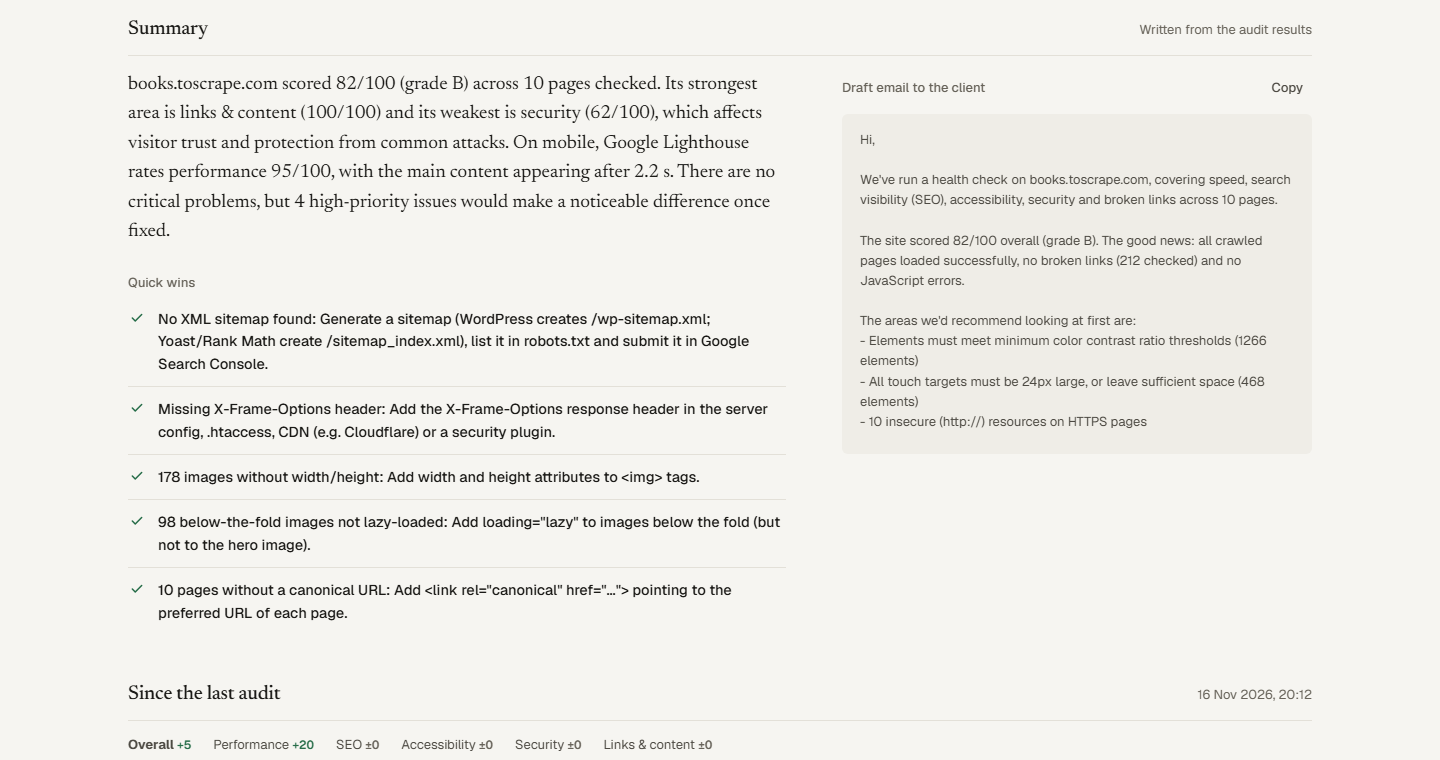 Summary
Written from the audit results
books.toscrape.com scored 82/100 (grade B) across 10 pages checked. Its strongest
area is links & content (100/100) and its weakest is security (62/100), which affects
visitor trust and protection from common attacks. On mobile, Google Lighthouse
rates performance 95/100, with the main content appearing after 2.2 s. There are no
critical problems, but 4 high-priority issues would make a noticeable difference once
fixed.
Quick wins
No XML sitemap found: Generate a sitemap (WordPress creates /wp-sitemap.xml;
Yoast/Rank Math create /sitemap_index.xml), list it in robots.txt and submit it in Google
Search Console.
Missing X-Frame-Options header: Add the X-Frame-Options response header in the server
config, .htaccess, CDN (e.g. Cloudflare) or a security plugin.
178 images without width/height: Add width and height attributes to <img> tags.
98 below-the-fold images not lazy-loaded: Add loading="lazy" to images below the fold (but
not to the hero image).
10 pages without a canonical URL: Add <link rel="canonical" href="..."> pointing to the
preferred URL of each page.
Draft email to the client
Copy
Hi,
We've run a health check on books.toscrape.com, covering speed, search
visibility (SEO), accessibility, security and broken links across 10 pages.
The site scored 82/100 overall (grade B). The good news: all crawled
pages loaded successfully, no broken links (212 checked) and no
JavaScript errors.
The areas we'd recommend looking at first are:
- Elements must meet minimum color contrast ratio thresholds (1266
elements)
- All touch targets must be 24px large, or leave sufficient space (468
elements)
- 10 insecure (http://) resources on HTTPS pages
Since the last audit
16 Nov 2026, 20:12
Overall +5 Performance +20 SEO ±0 Accessibility ±0 Security ±0 Links & content ±0